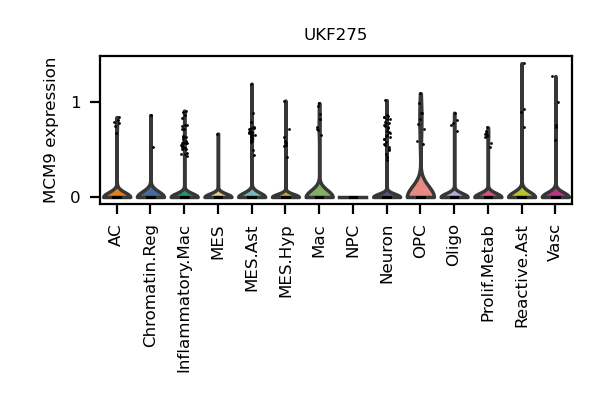 UKF275
MCM9 expression
1
0
AC
Chromatin.Reg
Inflammatory.Mac
MES
MES.Ast
MES.Hyp
Mac
NPC
Neuron
OPC
Oligo
Prolif.Metab
Reactive.Ast
Vasc